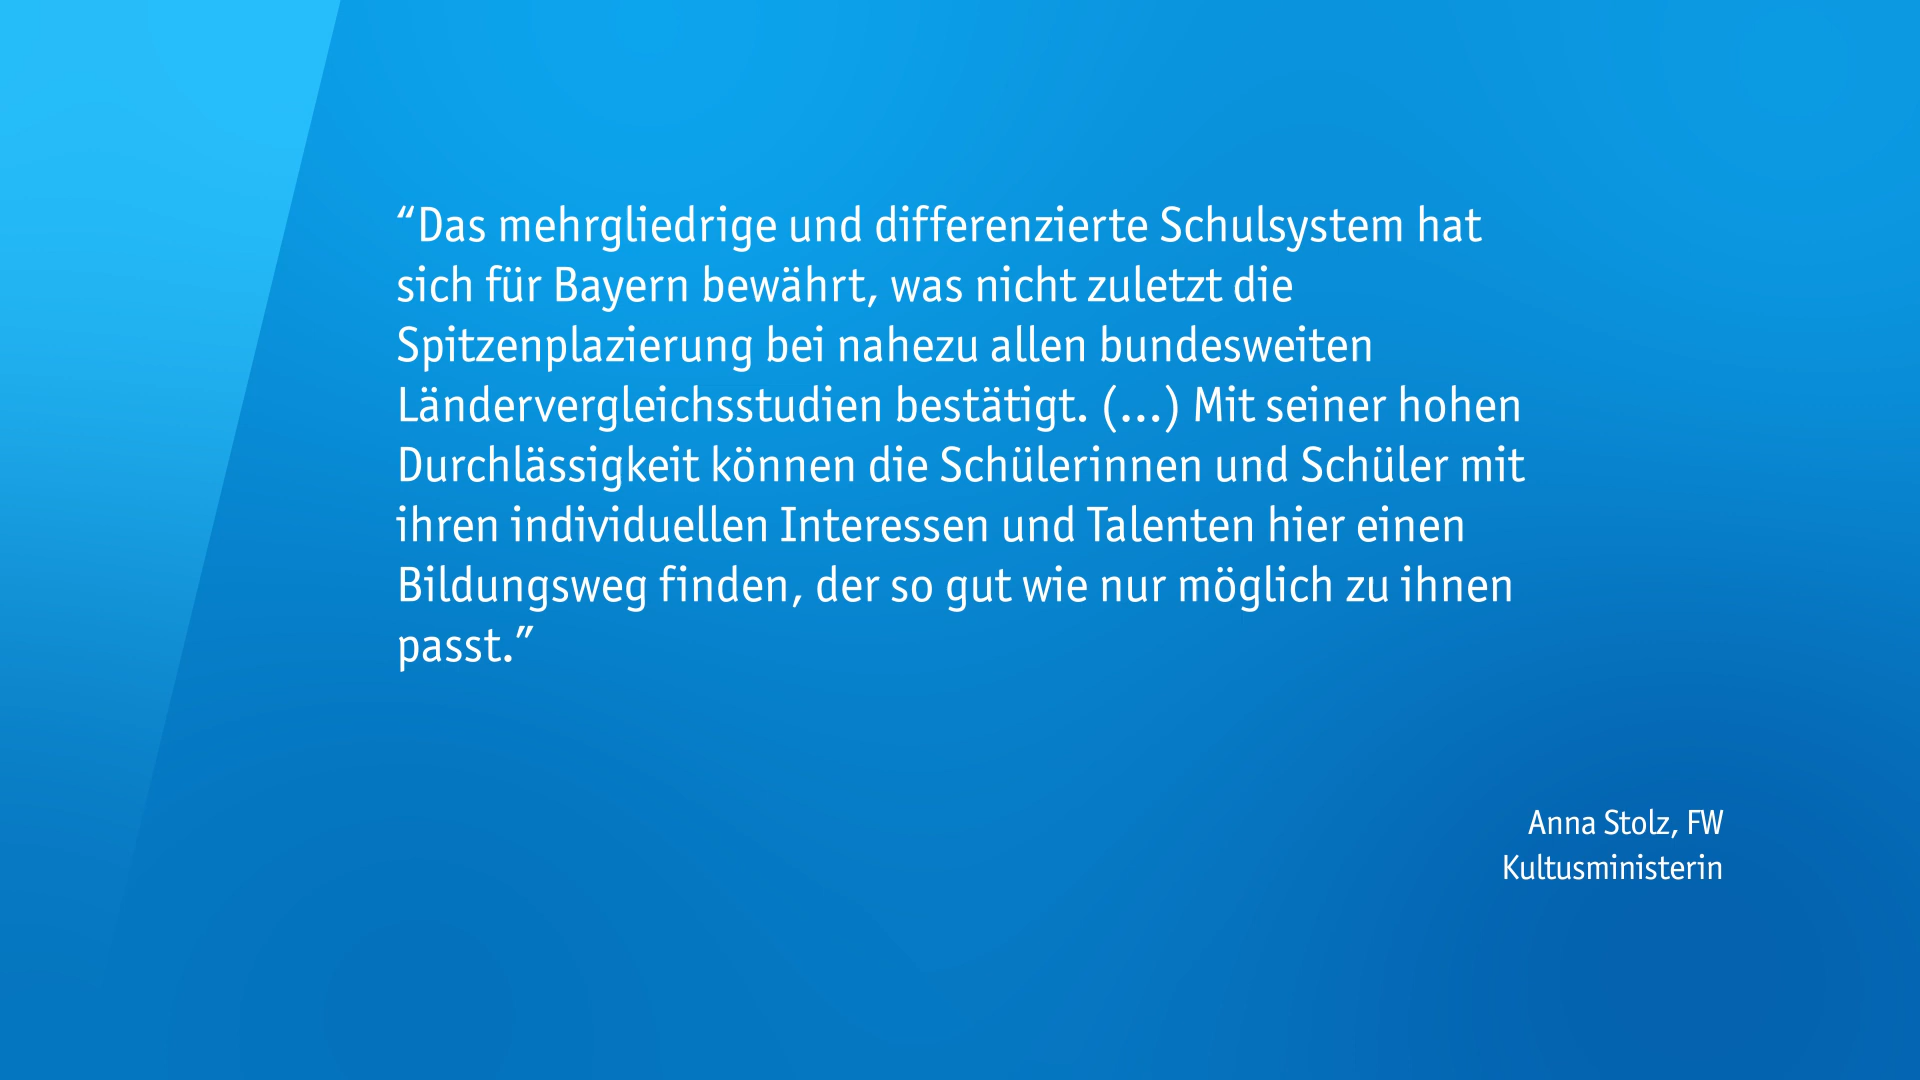 “Das mehrgliedrige und differenzierte Schulsystem hat
sich für Bayern bewährt, was nicht zuletzt die
Spitzenplazierung bei nahezu allen bundesweiten
Ländervergleichsstudien bestätigt. (...) Mit seiner hohen
Durchlässigkeit können die Schülerinnen und Schüler mit
ihren individuellen Interessen und Talenten hier einen
Bildungsweg finden, der so gut wie nur möglich zu ihnen
passt.”
Anna Stolz, FW
Kultusministerin